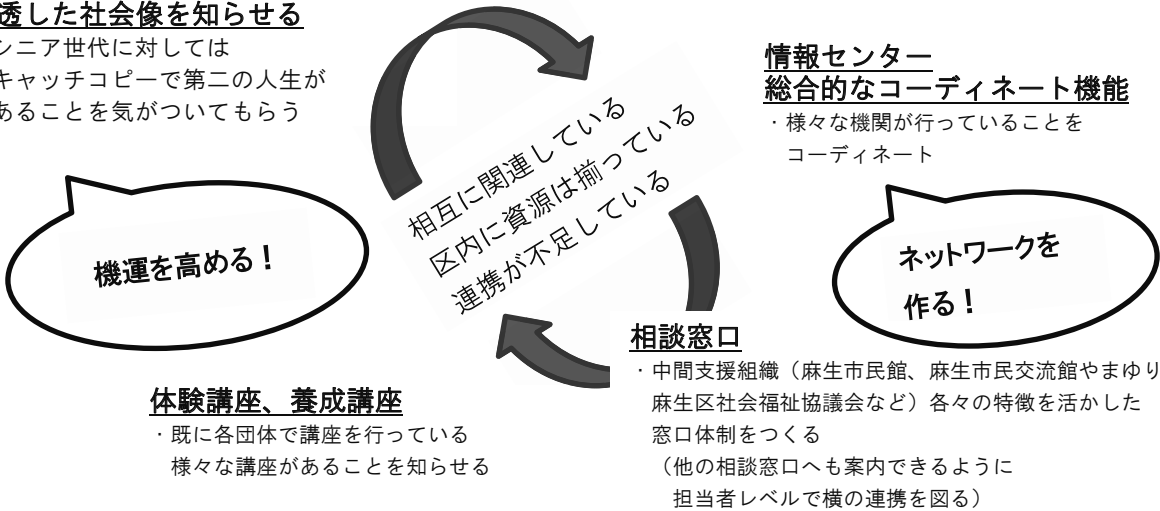 透した社会像を知らせる
シニア世代に対しては
キャッチコピーで第二の人生が
あることを気がついてもらう
機運を高める！
相互に関連している
区内に資源は揃っている
連携が不足している
情報センター
総合的なコーディネート機能
・様々な機関が行っていることを
コーディネート
ネットワークを
作る！
体験講座、養成講座
・既に各団体で講座を行っている
様々な講座があることを知らせる
相談窓口
・中間支援組織（麻生市民館、麻生市民交流館やまゆり
麻生区社会福祉協議会など）各々の特徴を活かした
窓口体制をつくる
（他の相談窓口へも案内できるように
担当者レベルで横の連携を図る）